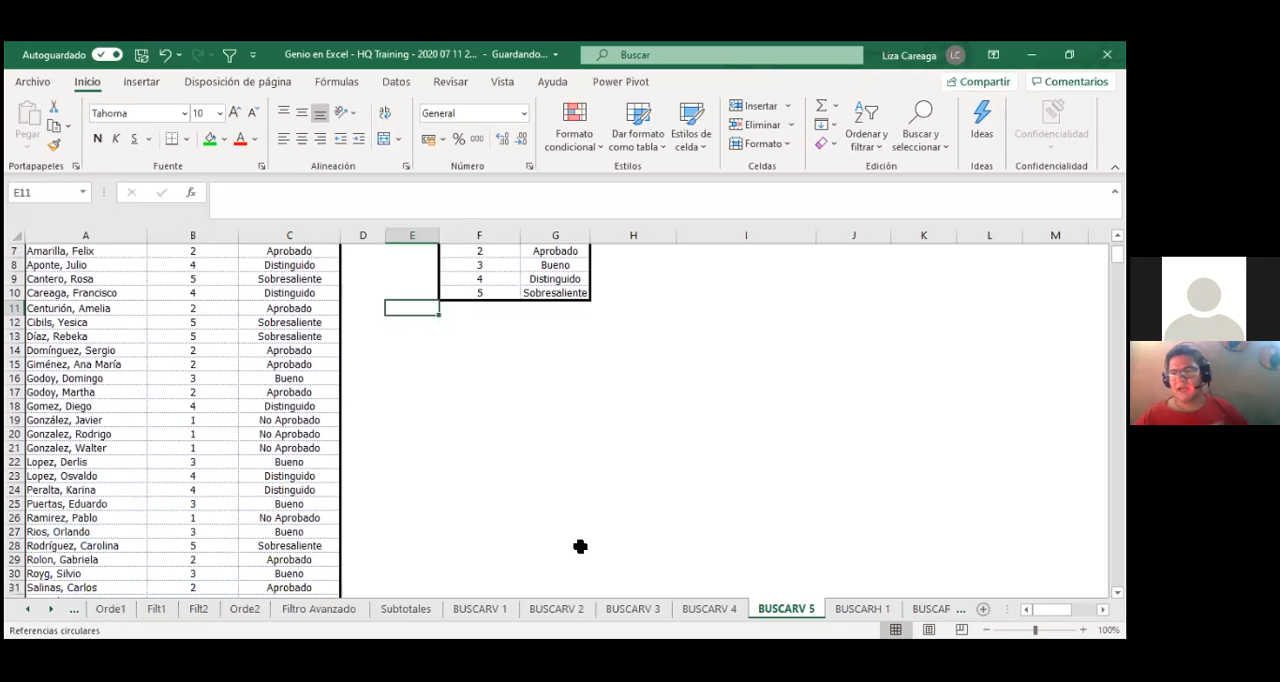 Autoguardado Genio en Excel - HQ Training - 2020 07 11 2... - Guardando... Buscar Liza Careaga LC
Archivo Inicio Insertar Disposición de página Fórmulas Datos Revisar Vista Ayuda Power Pivot Compartir Comentarios
Pegar Tahoma 10 General Formato condicional Dar formato como tabla Estilos de celda Insertar Eliminar Formato Ordenar y filtrar Buscar y seleccionar Ideas Confidencialidad
N K S % 000
Portapapeles Fuente Alineación Número Estilos Celdas Edición Ideas Confidencialidad
E11 fx
A B C D E F G H I J K L M
7 Amarilla, Felix 2 Aprobado 2 Aprobado
8 Aponte, Julio 4 Distinguido 3 Bueno
9 Cantero, Rosa 5 Sobresaliente 4 Distinguido
10 Careaga, Francisco 4 Distinguido 5 Sobresaliente
11 Centurión, Amelia 2 Aprobado
12 Cibils, Yesica 5 Sobresaliente
13 Díaz, Rebeka 5 Sobresaliente
14 Domínguez, Sergio 2 Aprobado
15 Giménez, Ana María 2 Aprobado
16 Godoy, Domingo 3 Bueno
17 Godoy, Martha 2 Aprobado
18 Gomez, Diego 4 Distinguido
19 González, Javier 1 No Aprobado
20 Gonzalez, Rodrigo 1 No Aprobado
21 Gonzalez, Walter 1 No Aprobado
22 Lopez, Derlis 3 Bueno
23 Lopez, Osvaldo 4 Distinguido
24 Peralta, Karina 4 Distinguido
25 Puertas, Eduardo 3 Bueno
26 Ramirez, Pablo 1 No Aprobado
27 Rios, Orlando 3 Bueno
28 Rodríguez, Carolina 5 Sobresaliente
29 Rolon, Gabriela 2 Aprobado
30 Royg, Silvio 3 Bueno
31 Salinas, Carlos 2 Aprobado
... Orde1 Filt1 Filt2 Orde2 Filtro Avanzado Subtotales BUSCARV 1 BUSCARV 2 BUSCARV 3 BUSCARV 4 BUSCARV 5 BUSCARH 1 BUSCAF ...
Referencias circulares 100%